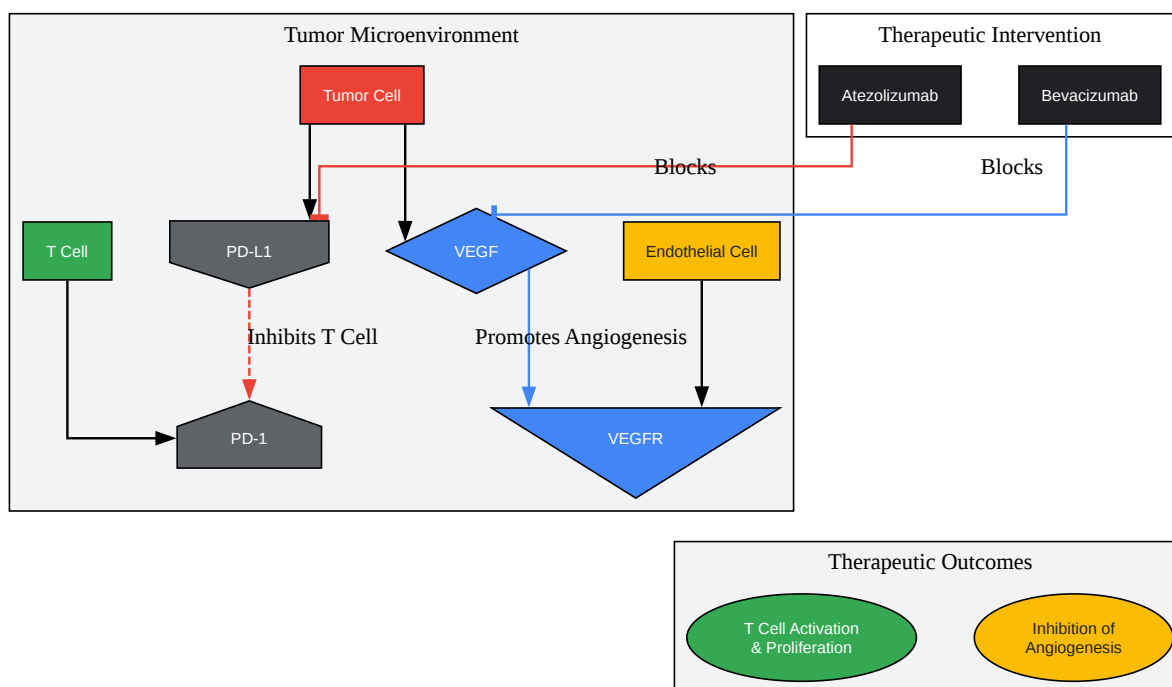 Tumor Microenvironment
Therapeutic Intervention
Tumor Cell
Atezolizumab
Bevacizumab
Blocks
Blocks
T Cell
PD-L1
VEGF
Endothelial Cell
Inhibits T Cell
Promotes Angiogenesis
PD-1
VEGFR
Therapeutic Outcomes
T Cell Activation
& Proliferation
Inhibition of
Angiogenesis